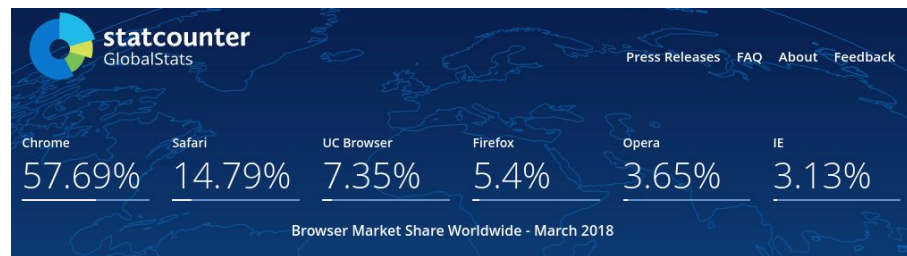 statcounter
GlobalStats
Press Releases FAQ About Feedback
Chrome Safari UC Browser Firefox Opera IE
57.69% 14.79% 7.35% 5.4% 3.65% 3.13%
Browser Market Share Worldwide - March 2018